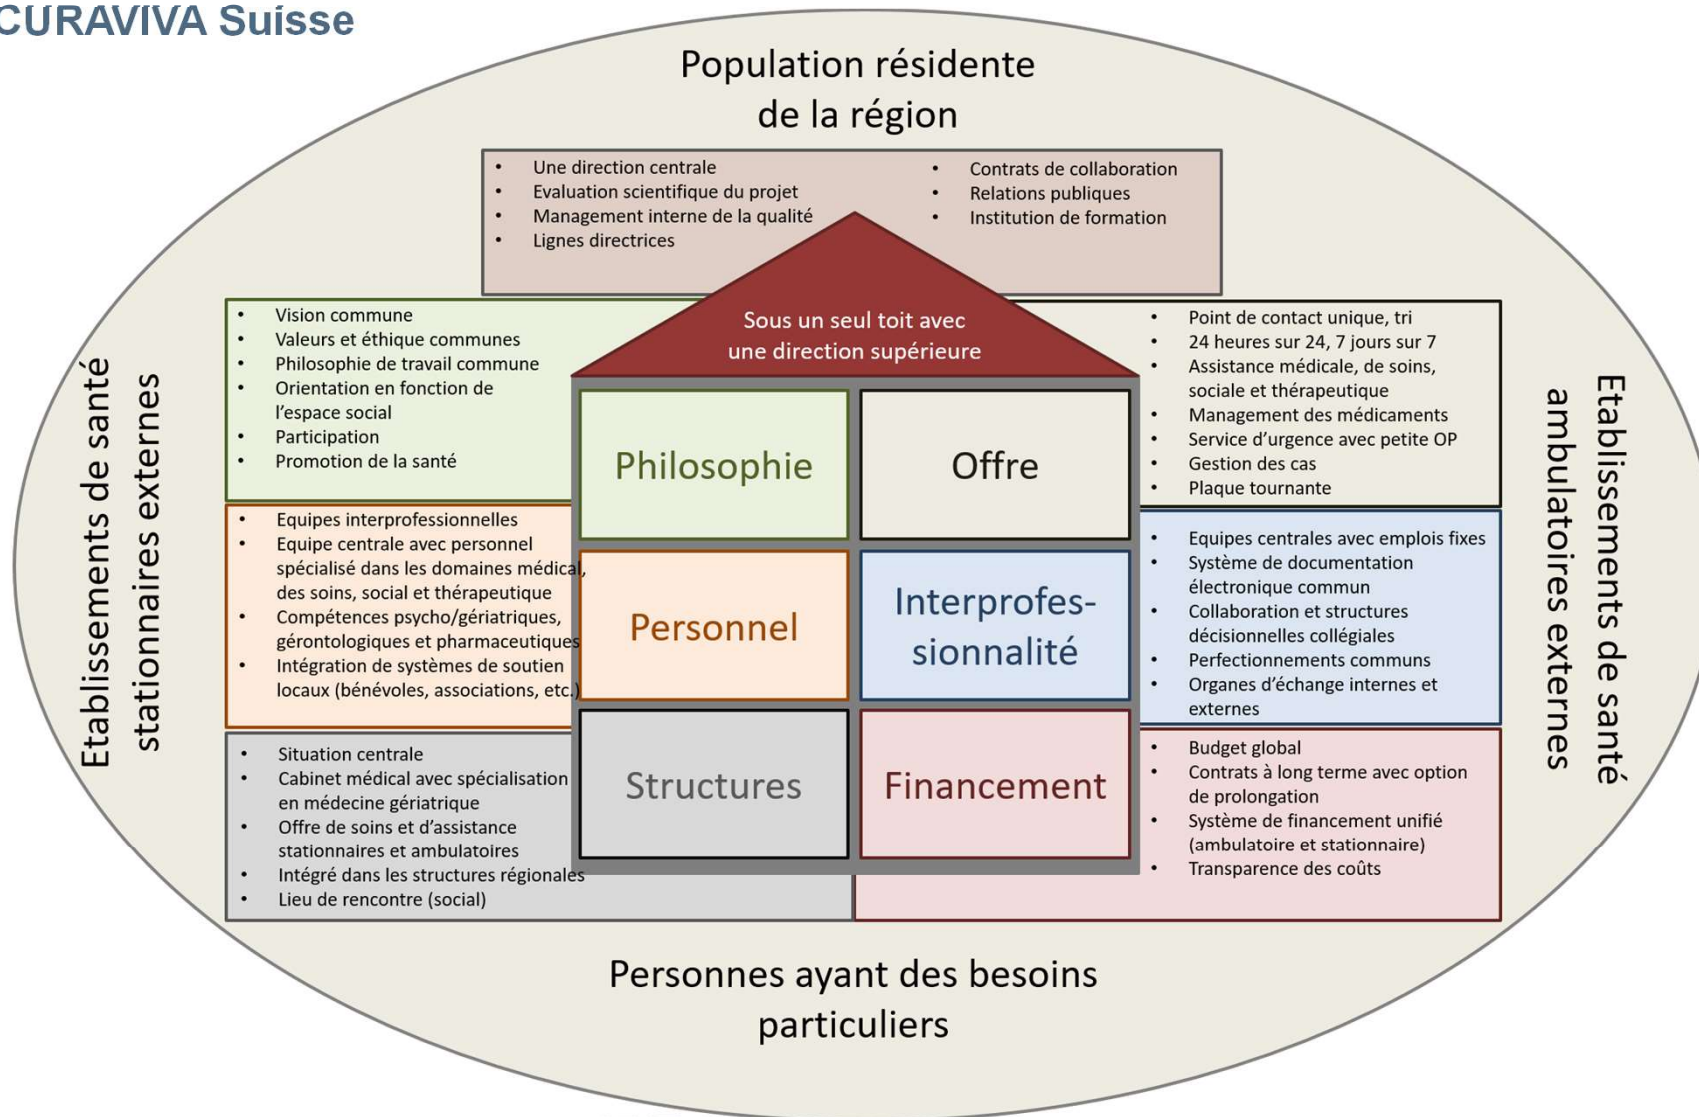 CURAVIVA Suisse
Population résidente
de la région
• Une direction centrale
• Evaluation scientifique du projet
• Management interne de la qualité
• Lignes directrices
• Contrats de collaboration
• Relations publiques
• Institution de formation
Sous un seul toit avec
une direction supérieure
Etablissements de santé
stationnaires externes
• Vision commune
• Valeurs et éthique communes
• Philosophie de travail commune
• Orientation en fonction de
l'espace social
• Participation
• Promotion de la santé
Philosophie
Offre
• Point de contact unique, tri
• 24 heures sur 24, 7 jours sur 7
• Assistance médicale, de soins,
sociale et thérapeutique
• Management des médicaments
• Service d'urgence avec petite OP
• Gestion des cas
• Plaque tournante
• Equipes interprofessionnelles
• Equipe centrale avec personnel
spécialisé dans les domaines médical,
des soins, social et thérapeutique
• Compétences psycho/gériatriques,
gérontologiques et pharmaceutiques
• Intégration de systèmes de soutien
locaux (bénévoles, associations, etc.)
Personnel
Interprofes-
sionnalité
• Equipes centrales avec emplois fixes
• Système de documentation
électronique commun
• Collaboration et structures
décisionnelles collégiales
• Perfectionnements communs
• Organes d'échange internes et
externes
• Situation centrale
• Cabinet médical avec spécialisation
en médecine gériatrique
• Offre de soins et d'assistance
stationnaires et ambulatoires
• Intégré dans les structures régionales
• Lieu de rencontre (social)
Structures
Financement
• Budget global
• Contrats à long terme avec option
de prolongation
• Système de financement unifié
(ambulatoire et stationnaire)
• Transparence des coûts
Etablissements de santé
ambulatoires externes
Personnes ayant des besoins
particuliers